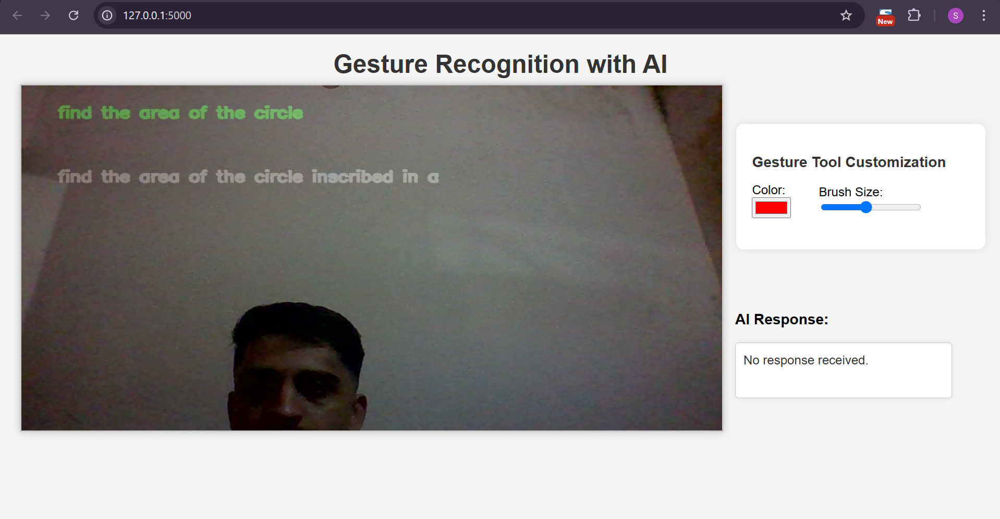 127.0.0.1:5000
New
S
Gesture Recognition with AI
find the area of the circle
find the area of the circle inscribed in a
Gesture Tool Customization
Color:
Brush Size:
AI Response:
No response received.